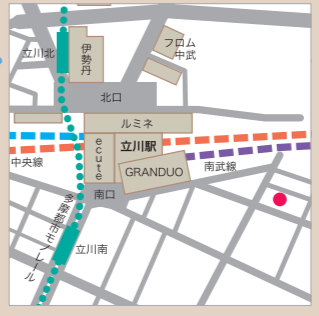 立川北
伊勢丹
フロム
中武
北口
ルミネ
ecute
立川駅
中央線
GRANDUO
南武線
南口
多摩都市モノレール
立川南